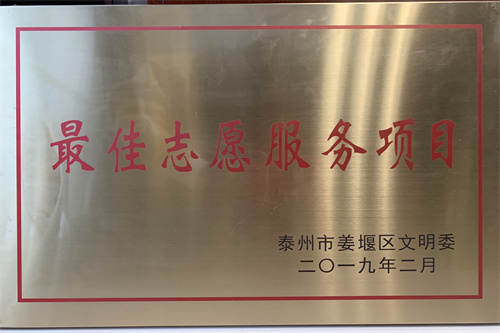 最佳志愿服务项目
泰州市姜堰区文明委
二〇一九年二月